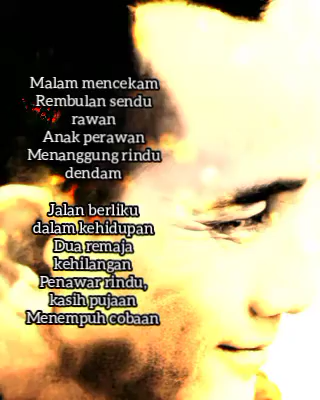 Malam mencekam
Rembulan sendu
rawan
Anak perawan
Menanggung rindu
dendam
Jalan berliku
dalam kehidupan
Dua remaja
kehilangan
Penawar rindu,
kasih pujaan
Menempuh cobaan